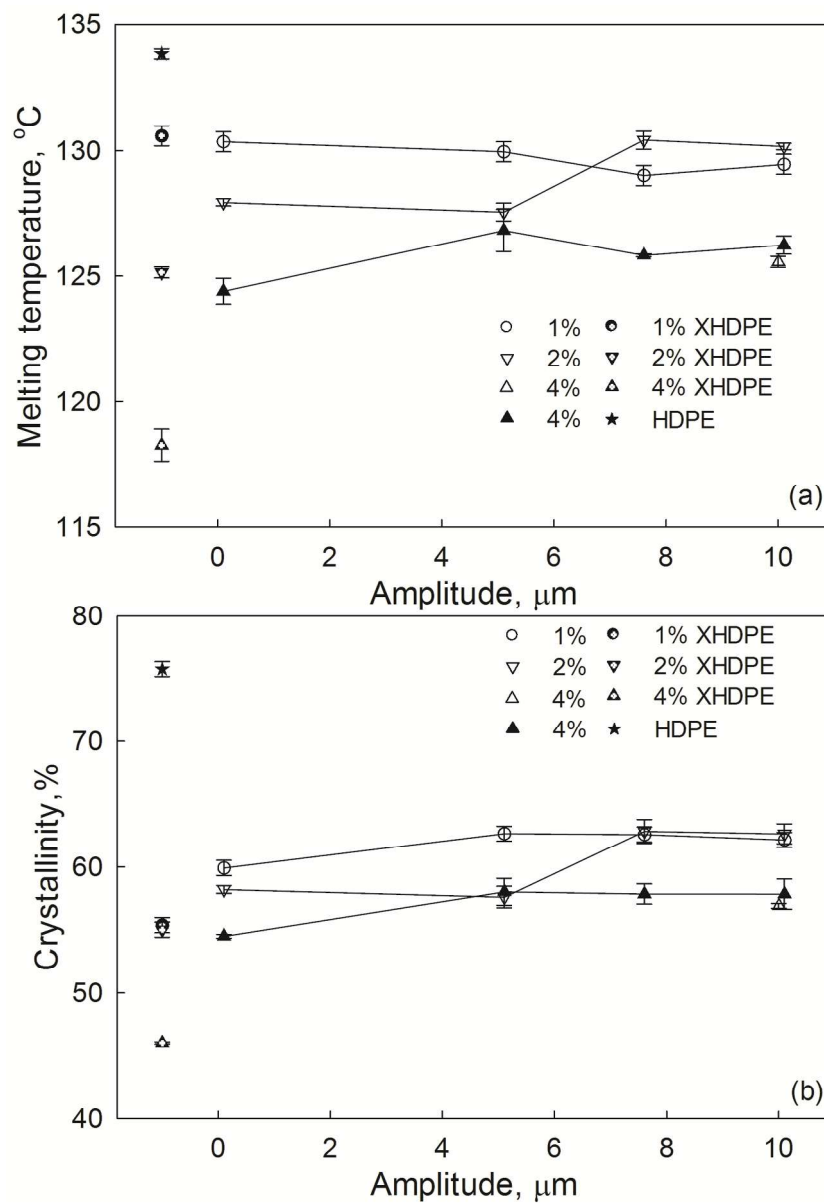 135
130
125
120
115
Melting temperature, °C
1% 1% XHDPE
2% 2% XHDPE
4% 4% XHDPE
4% HDPE
(a)
0 2 4 6 8 10
Amplitude, μm
80
70
60
50
40
Crystallinity,%
1% 1% XHDPE
2% 2% XHDPE
4% 4% XHDPE
4% HDPE
(b)
0 2 4 6 8 10
Amplitude, μm